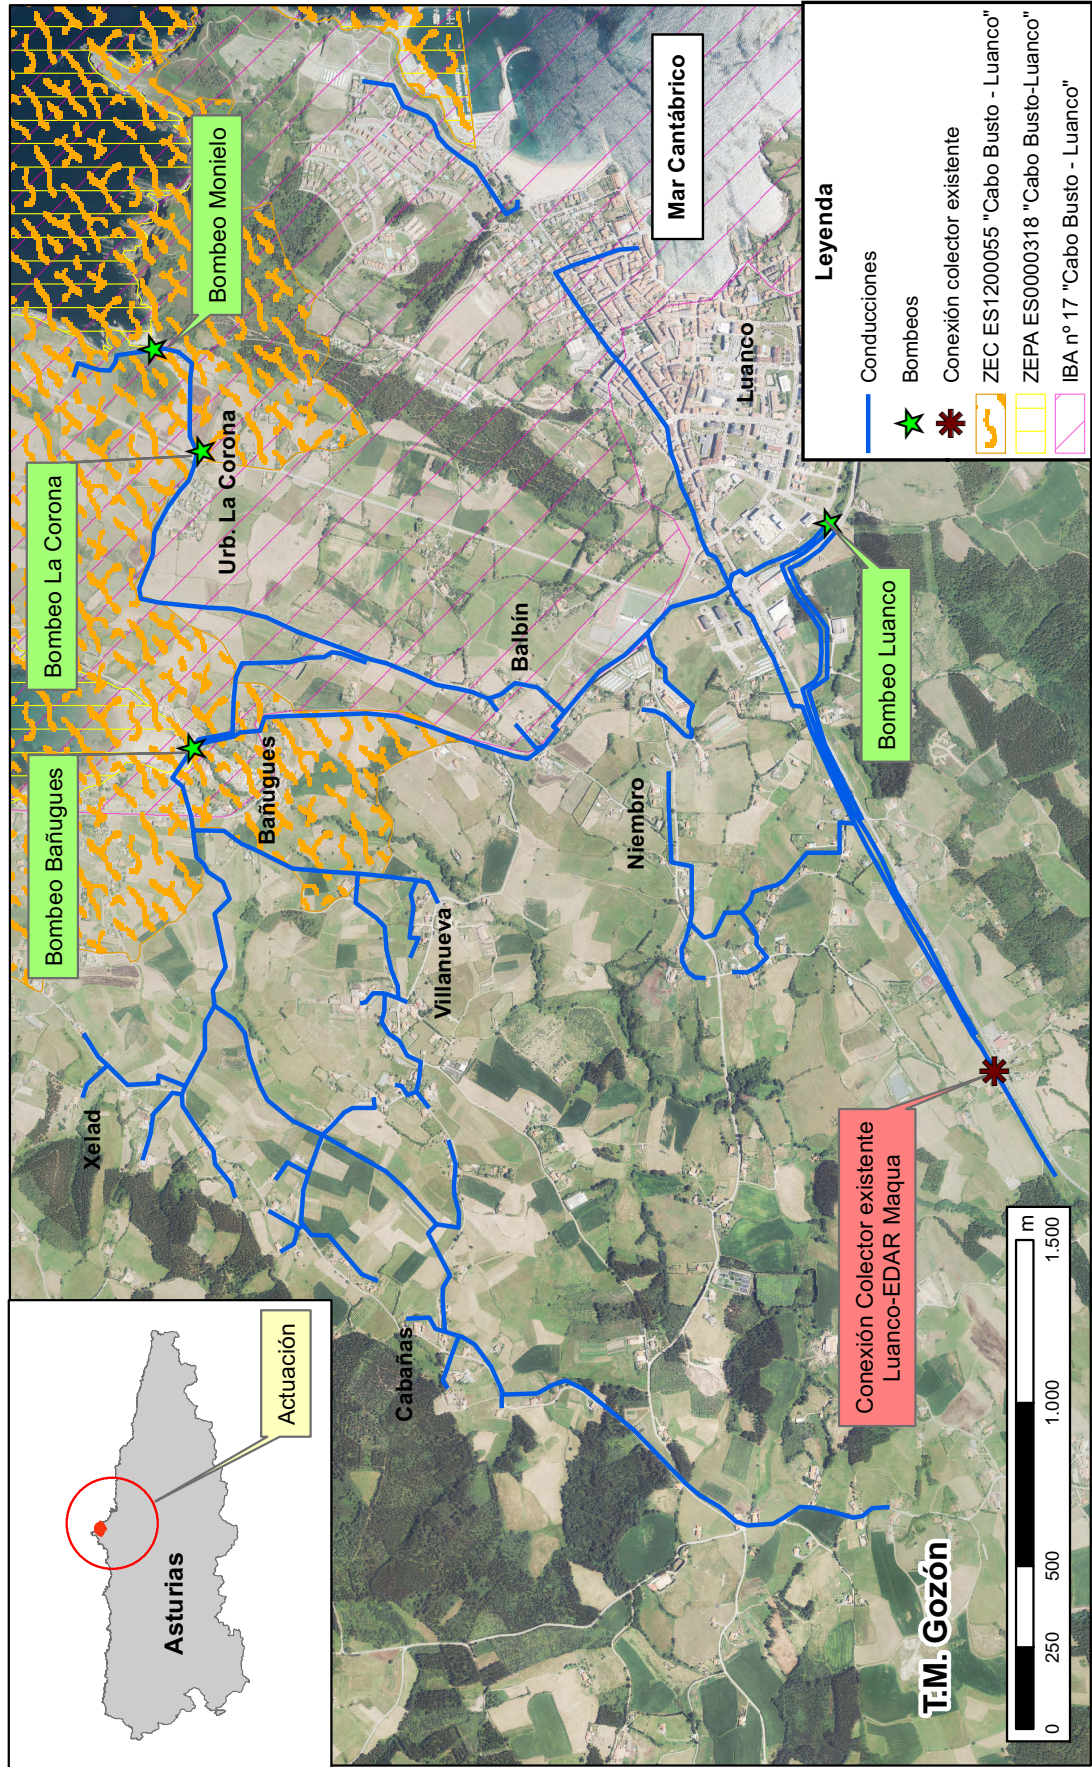 Asturias
Actuación
Bombeo Bañugues
Bombeo La Corona
Bombeo Monielo
Xelad
Bañugues
Urb. La Corona
Villanueva
Cabañas
Balbín
Niembro
Luanco
Mar Cantábrico
Bombeo Luanco
Conexión Colector existente
Luanco-EDAR Maqua
T.M. Gozón
0
250
500
1.000
1.500
m
Leyenda
Conducciones
Bombeos
Conexión colector existente
ZEC ES1200055 "Cabo Busto - Luanco"
ZEPA ES0000318 "Cabo Busto-Luanco"
IBA nº 17 "Cabo Busto - Luanco"